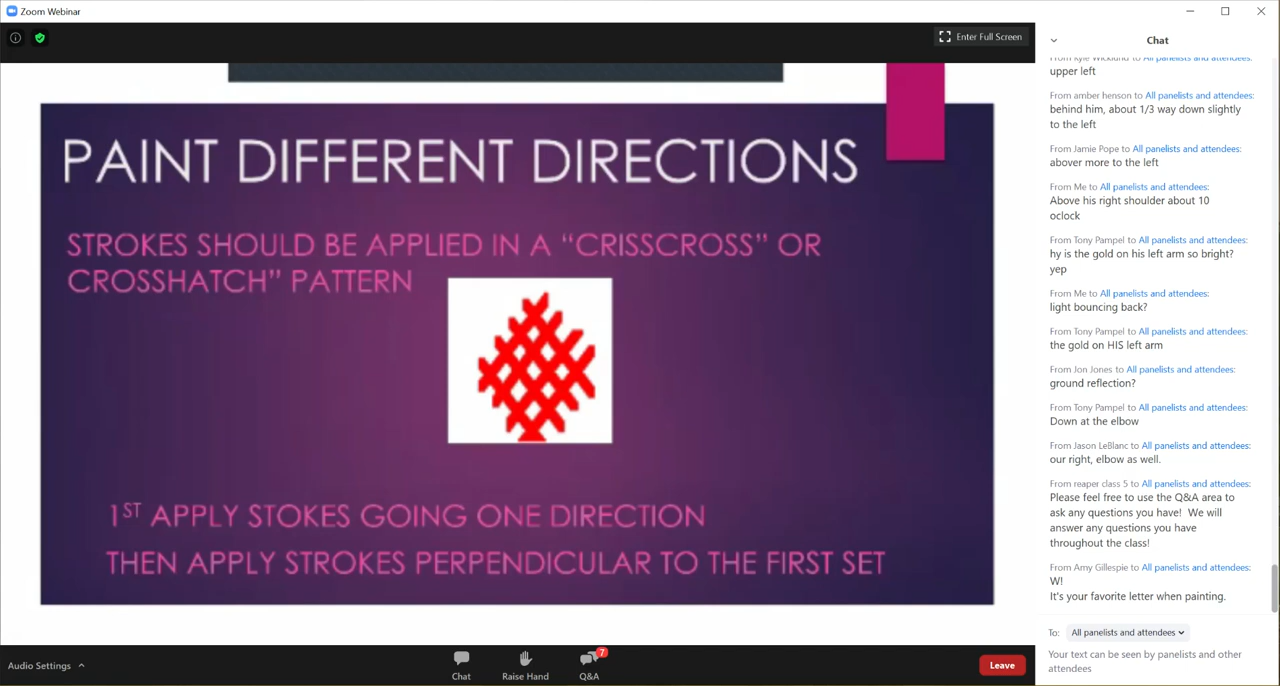 Zoom Webinar
Enter Full Screen
PAINT DIFFERENT DIRECTIONS
STROKES SHOULD BE APPLIED IN A “CRISSCROSS” OR
CROSSHATCH” PATTERN
1ST APPLY STOKES GOING ONE DIRECTION
THEN APPLY STROKES PERPENDICULAR TO THE FIRST SET
Chat
From Kyle Wicklund to All panelists and attendees:
upper left
From amber henson to All panelists and attendees:
behind him, about 1/3 way down slightly
to the left
From Jamie Pope to All panelists and attendees:
abover more to the left
From Me to All panelists and attendees:
Above his right shoulder about 10
oclock
From Tony Pampel to All panelists and attendees:
hy is the gold on his left arm so bright?
yep
From Me to All panelists and attendees:
light bouncing back?
From Tony Pampel to All panelists and attendees:
the gold on HIS left arm
From Jon Jones to All panelists and attendees:
ground reflection?
From Tony Pampel to All panelists and attendees:
Down at the elbow
From Jason LeBlanc to All panelists and attendees:
our right, elbow as well.
From reaper class 5 to All panelists and attendees:
Please feel free to use the Q&A area to
ask any questions you have! We will
answer any questions you have
throughout the class!
From Amy Gillespie to All panelists and attendees:
W!
It's your favorite letter when painting.
To: All panelists and attendees
Your text can be seen by panelists and other
attendees
Audio Settings
Chat
Raise Hand
7
Q&A
Leave